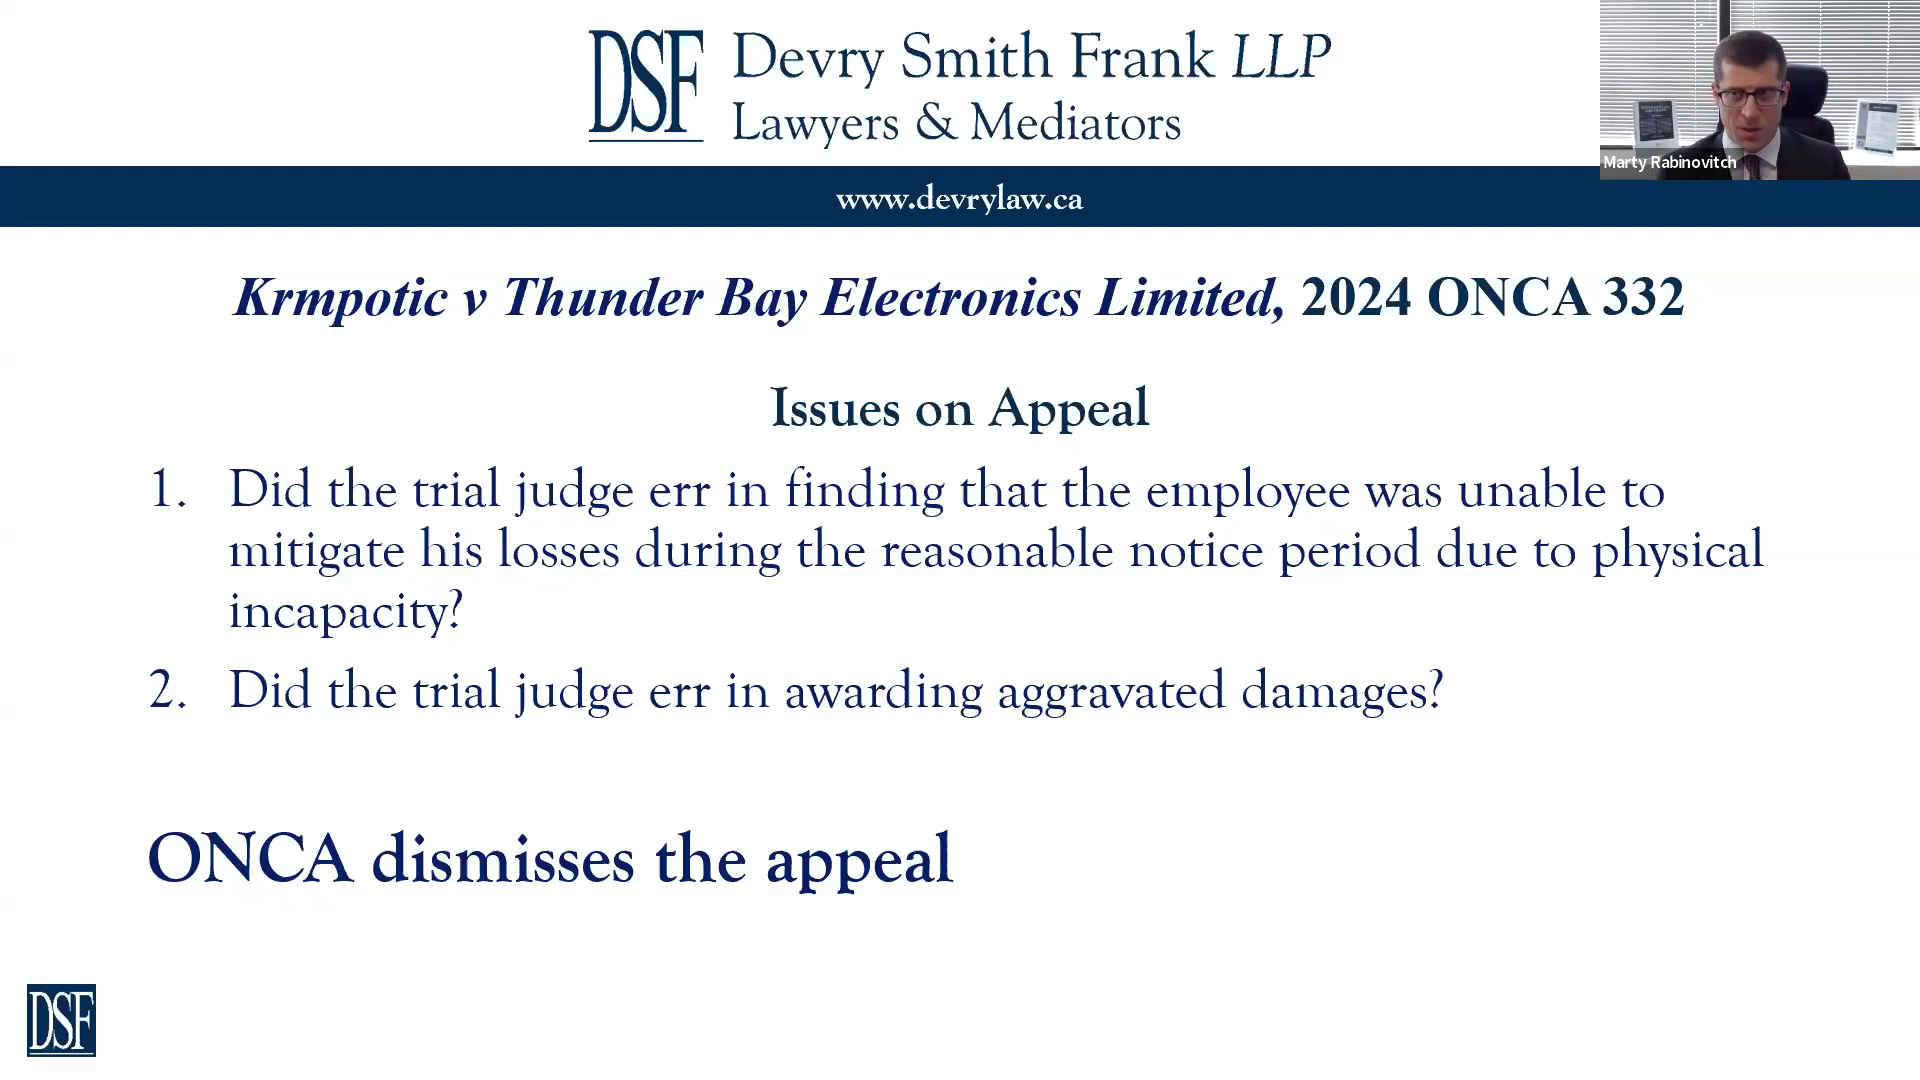 DSF Devry Smith Frank LLP
Lawyers & Mediators
Marty Rabinovitch
www.devrylaw.ca
Krmpotic v Thunder Bay Electronics Limited, 2024 ONCA 332
Issues on Appeal
1. Did the trial judge err in finding that the employee was unable to
mitigate his losses during the reasonable notice period due to physical
incapacity?
2. Did the trial judge err in awarding aggravated damages?
ONCA dismisses the appeal
DSF